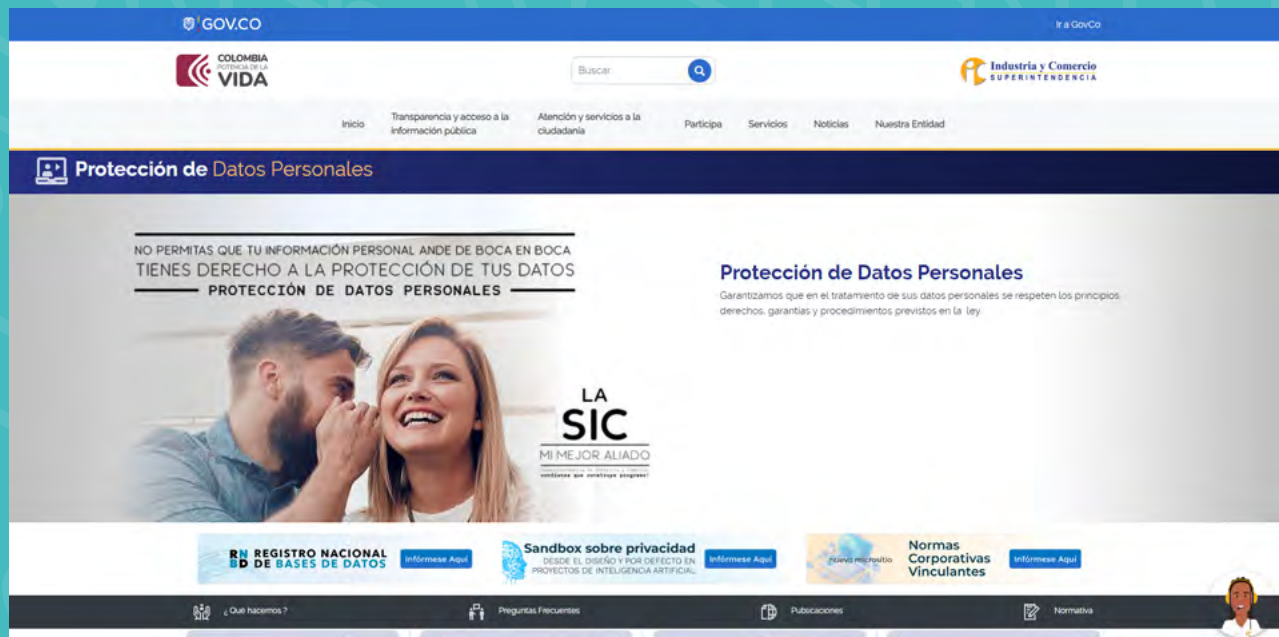 GOV.CO
Ir a GovCo
COLOMBIA
POTENCIA DE LA
VIDA
Buscar
Industria y Comercio
SUPERINTENDENCIA
Inicio
Transparencia y acceso a la
información pública
Atención y servicios a la
ciudadanía
Participa
Servicios
Noticias
Nuestra Entidad
Protección de Datos Personales
NO PERMITAS QUE TU INFORMACIÓN PERSONAL ANDE DE BOCA EN BOCA
TIENES DERECHO A LA PROTECCIÓN DE TUS DATOS
PROTECCIÓN DE DATOS PERSONALES
LA
SIC
MI MEJOR ALIADO
confianza que construye progreso!
Protección de Datos Personales
Garantizamos que en el tratamiento de sus datos personales se respeten los principios,
derechos, garantías y procedimientos previstos en la ley
RN REGISTRO NACIONAL
BD DE BASES DE DATOS
Infórmese Aquí
Sandbox sobre privacidad
DESDE EL DISEÑO Y POR DEFECTO EN
PROYECTOS DE INTELIGENCIA ARTIFICIAL
Infórmese Aquí
nuevo micrositio
Normas
Corporativas
Vinculantes
Infórmese Aquí
¿ Qué hacemos ?
Preguntas Frecuentes
Publicaciones
Normativa